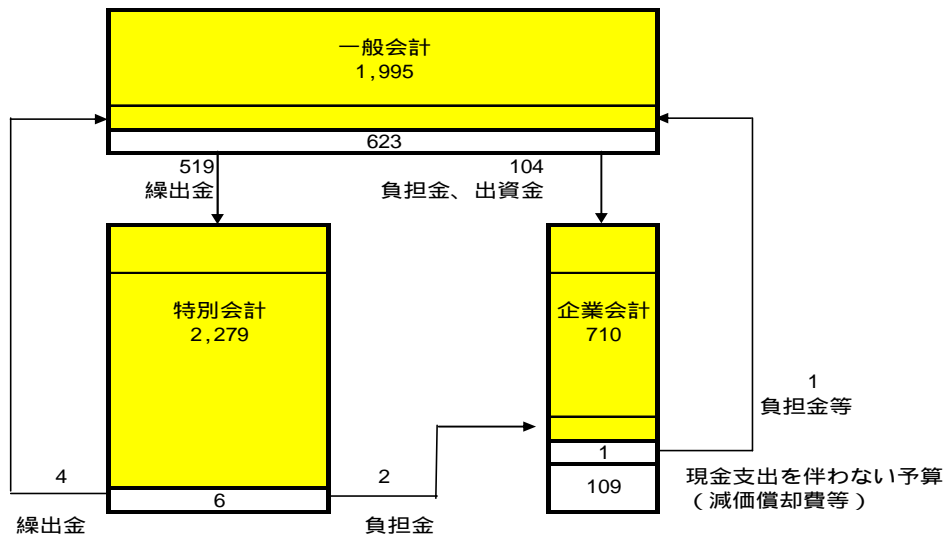 一般会計
1,995
623
519
繰出金
104
負担金、出資金
特別会計
2,279
企業会計
710
1
負担金等
4
繰出金
6
2
負担金
1
109
現金支出を伴わない予算
（減価償却費等）